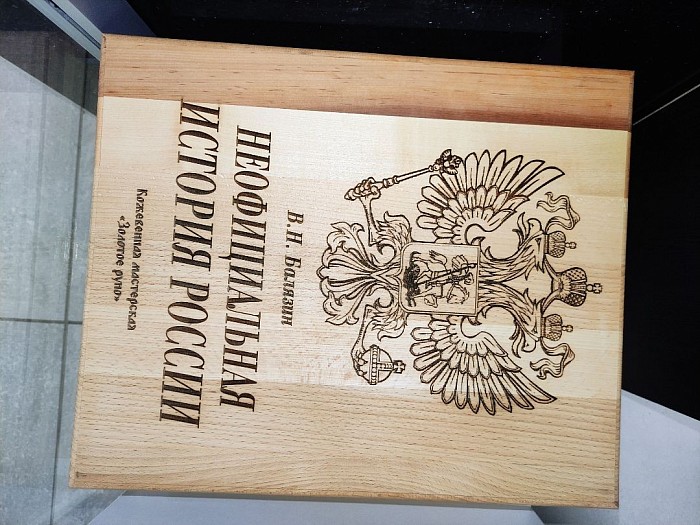 В.Н. Балязин
НЕОФИЦИАЛЬНАЯ
ИСТОРИЯ РОССИИ
Кожевенная мастерская
«Золотое руно»